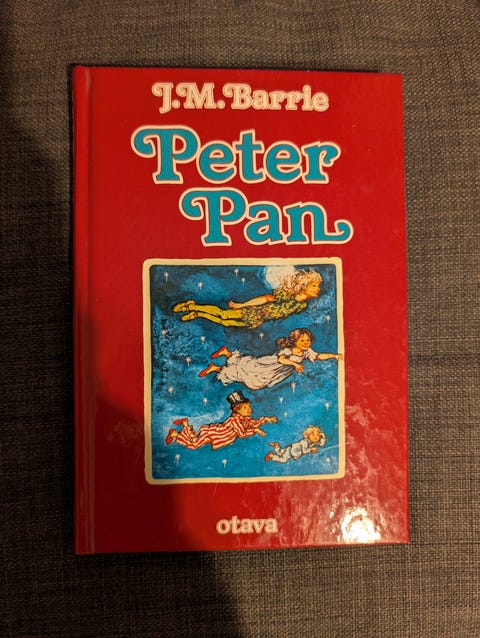 J.M. Barrie
Peter
Pan
otava